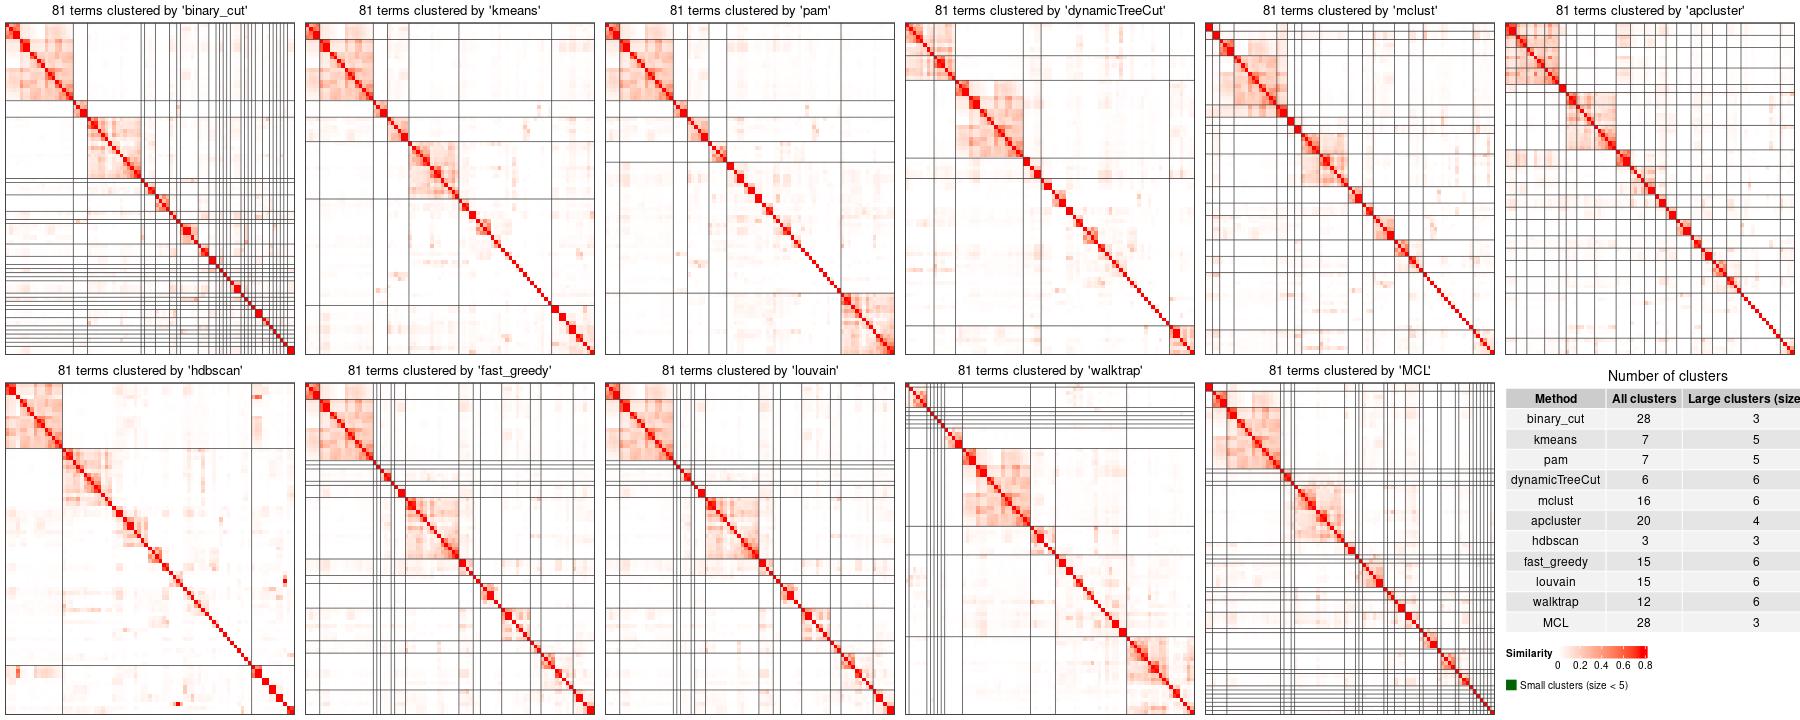 81 terms clustered by 'binary_cut'
81 terms clustered by 'kmeans'
81 terms clustered by 'pam'
81 terms clustered by 'dynamicTreeCut'
81 terms clustered by 'mclust'
81 terms clustered by 'apcluster'
81 terms clustered by 'hdbscan'
81 terms clustered by 'fast_greedy'
81 terms clustered by 'louvain'
81 terms clustered by 'walktrap'
81 terms clustered by 'MCL'
Number of clusters
Method All clusters Large clusters (size
binary_cut 28 3
kmeans 7 5
pam 7 5
dynamicTreeCut 6 6
mclust 16 6
apcluster 20 4
hdbscan 3 3
fast_greedy 15 6
louvain 15 6
walktrap 12 6
MCL 28 3
Similarity
0 0.2 0.4 0.6 0.8
Small clusters (size < 5)